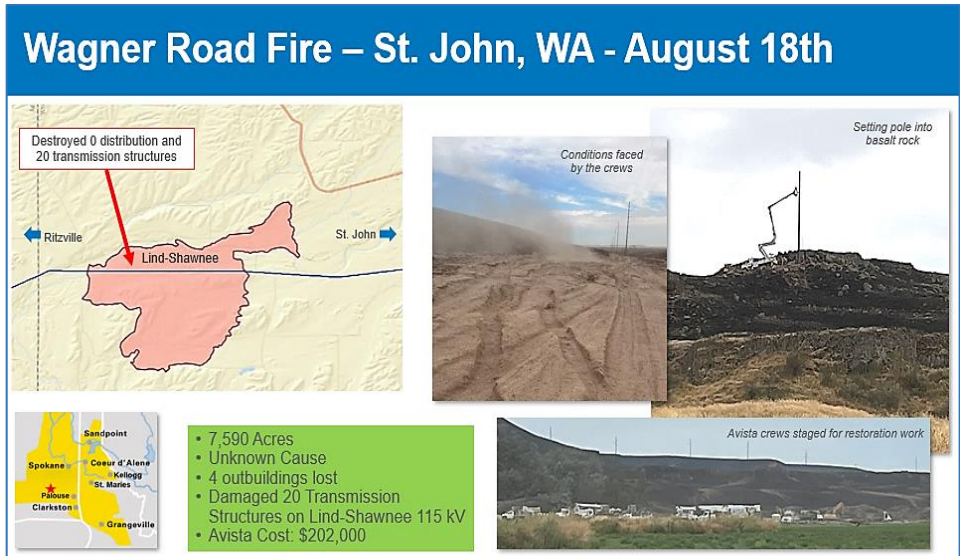 Wagner Road Fire – St. John, WA - August 18th
Destroyed 0 distribution and
20 transmission structures
Ritzville
St. John
Lind-Shawnee
Conditions faced
by the crews
Setting pole into
basalt rock
Sandpoint
Spokane
Coeur d'Alene
Kellogg
St. Maries
Palouse
Clarkston
Grangeville
• 7,590 Acres
• Unknown Cause
• 4 outbuildings lost
• Damaged 20 Transmission
Structures on Lind-Shawnee 115 kV
• Avista Cost: $202,000
Avista crews staged for restoration work